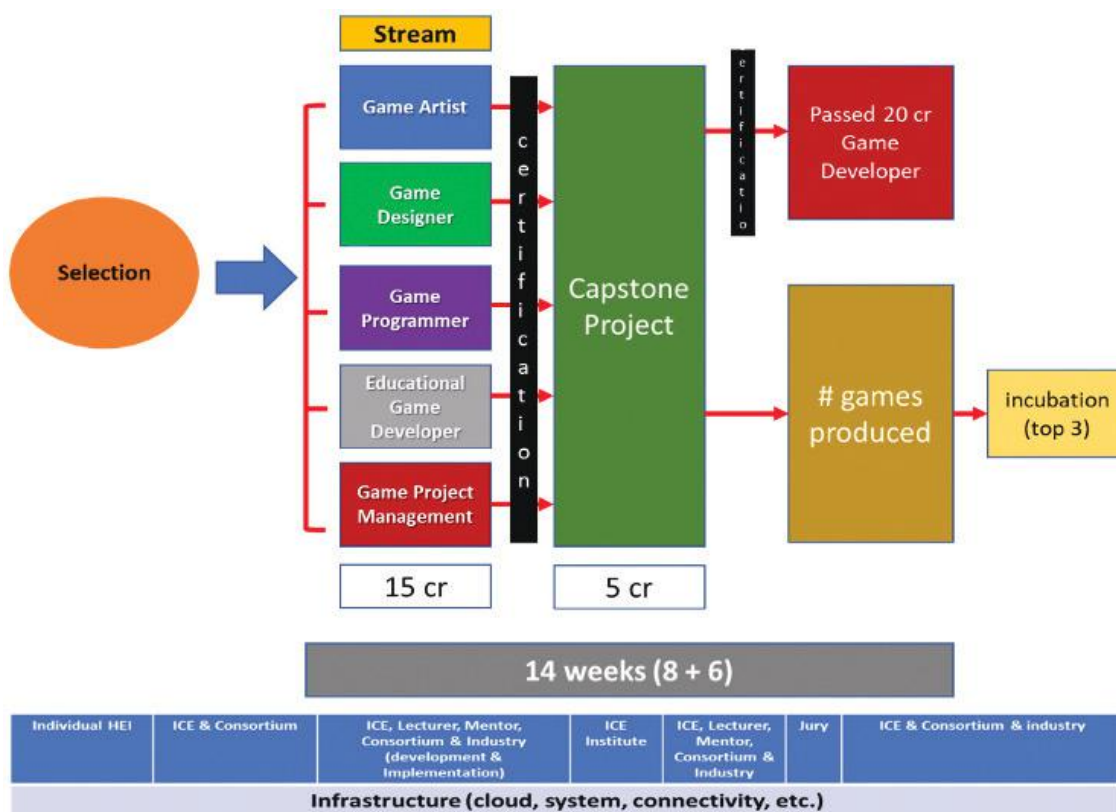 Stream
Game Artist
Game
Designer
Game
Programmer
Educational
Game
Developer
Game Project
Management
Selection
certification
Capstone
Project
ertificatio
Passed 20 cr
Game
Developer
# games
produced
incubation
(top 3)
15 cr
5 cr
14 weeks (8 + 6)
Individual HEI
ICE & Consortium
ICE, Lecturer, Mentor,
Consortium & Industry
(development &
Implementation)
ICE
Institute
ICE, Lecturer,
Mentor,
Consortium &
Industry
Jury
ICE & Consortium & industry
Infrastructure (cloud, system, connectivity, etc.)